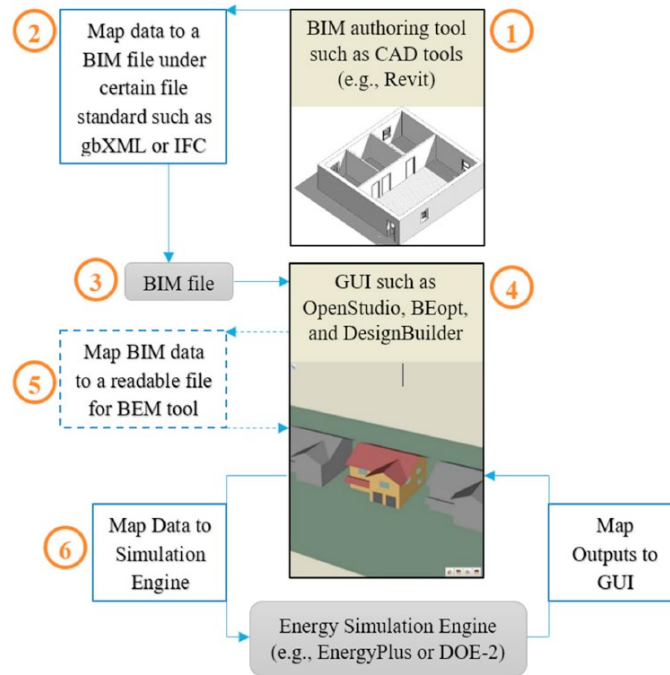 1
BIM authoring tool
such as CAD tools
(e.g., Revit)
2
Map data to a
BIM file under
certain file
standard such as
gbXML or IFC
3
BIM file
4
GUI such as
OpenStudio, BEopt,
and DesignBuilder
5
Map BIM data
to a readable file
for BEM tool
6
Map Data to
Simulation
Engine
Energy Simulation Engine
(e.g., EnergyPlus or DOE-2)
Map
Outputs to
GUI